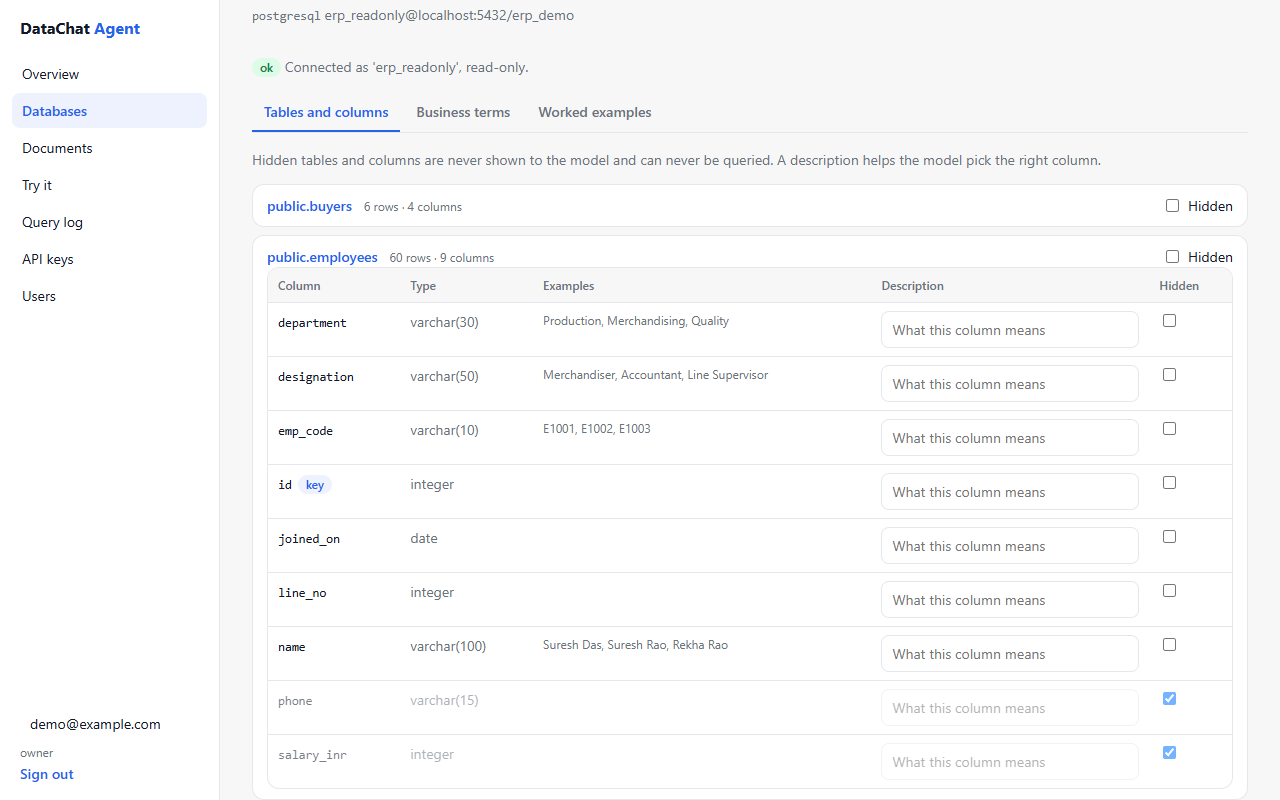 DataChat Agent
Overview
Databases
Documents
Try it
Query log
API keys
Users
demo@example.com
owner
Sign out
postgresql erp_readonly@localhost:5432/erp_demo
ok Connected as 'erp_readonly', read-only.
Tables and columns Business terms Worked examples
Hidden tables and columns are never shown to the model and can never be queried. A description helps the model pick the right column.
public.buyers 6 rows · 4 columns Hidden
public.employees 60 rows · 9 columns Hidden
Column Type Examples Description Hidden
department varchar(30) Production, Merchandising, Quality What this column means
designation varchar(50) Merchandiser, Accountant, Line Supervisor What this column means
emp_code varchar(10) E1001, E1002, E1003 What this column means
id key integer What this column means
joined_on date What this column means
line_no integer What this column means
name varchar(100) Suresh Das, Suresh Rao, Rekha Rao What this column means
phone varchar(15) What this column means
salary_inr integer What this column means